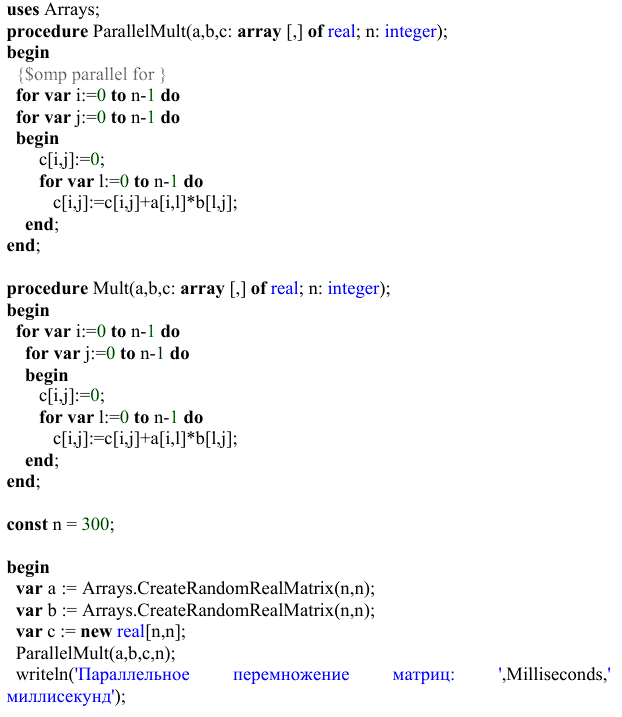 uses Arrays;
procedure ParallelMult(a,b,c: array [,] of real; n: integer);
begin
  {$omp parallel for }
  for var i:=0 to n-1 do
  for var j:=0 to n-1 do
  begin
      c[i,j]:=0;
      for var l:=0 to n-1 do
        c[i,j]:=c[i,j]+a[i,l]*b[l,j];
    end;
end;

procedure Mult(a,b,c: array [,] of real; n: integer);
begin
  for var i:=0 to n-1 do
    for var j:=0 to n-1 do
    begin
      c[i,j]:=0;
      for var l:=0 to n-1 do
        c[i,j]:=c[i,j]+a[i,l]*b[l,j];
    end;
end;

const n = 300;

begin
  var a := Arrays.CreateRandomRealMatrix(n,n);
  var b := Arrays.CreateRandomRealMatrix(n,n);
  var c := new real[n,n];
  ParallelMult(a,b,c,n);
  writeln('Параллельное перемножение матриц: ',Milliseconds,'
миллисекунд');